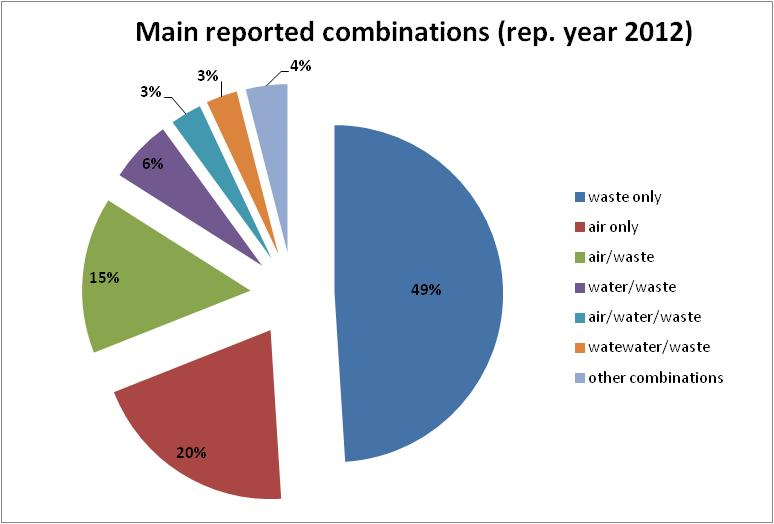 Main reported combinations (rep. year 2012)
4%
3%
3%
6%
15%
49%
20%
waste only
air only
air/waste
water/waste
air/water/waste
watewater/waste
other combinations